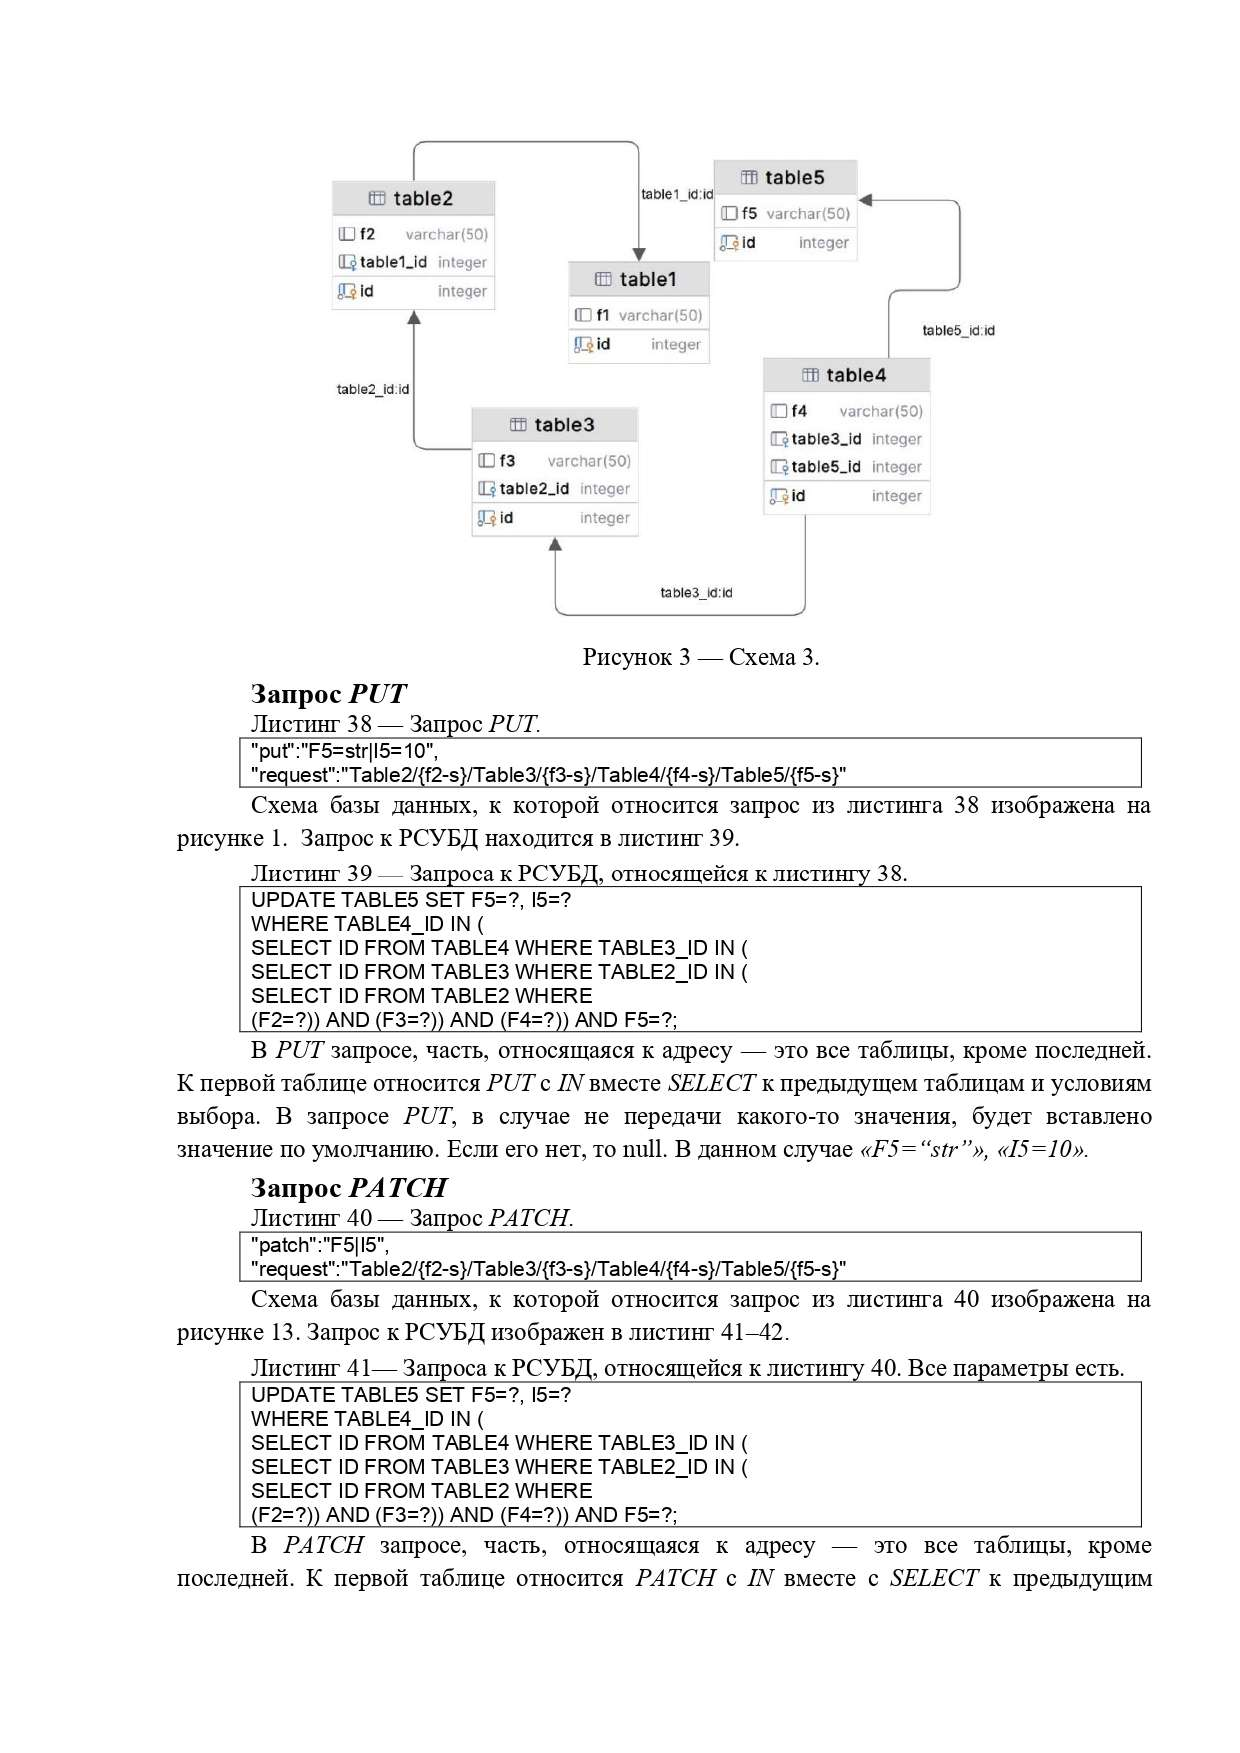 table2
f2 varchar(50)
table1_id integer
id integer
table1_id:id
table5
f5 varchar(50)
id integer
table1
f1 varchar(50)
id integer
table5_id:id
table2_id:id
table4
f4 varchar(50)
table3_id integer
table5_id integer
id integer
table3
f3 varchar(50)
table2_id integer
id integer
table3_id:id
Рисунок 3 — Схема 3.
Запрос PUT
Листинг 38 — Запрос PUT.
"put":"F5=str|I5=10",
"request":"Table2/{f2-s}/Table3/{f3-s}/Table4/{f4-s}/Table5/{f5-s}"
Схема базы данных, к которой относится запрос из листинга 38 изображена на
рисунке 1. Запрос к РСУБД находится в листинг 39.
Листинг 39 — Запроса к РСУБД, относящейся к листингу 38.
UPDATE TABLE5 SET F5=?, I5=?
WHERE TABLE4_ID IN (
SELECT ID FROM TABLE4 WHERE TABLE3_ID IN (
SELECT ID FROM TABLE3 WHERE TABLE2_ID IN (
SELECT ID FROM TABLE2 WHERE
(F2=?)) AND (F3=?)) AND (F4=?)) AND F5=?;
В PUT запросе, часть, относящаяся к адресу — это все таблицы, кроме последней.
К первой таблице относится PUT с IN вместе SELECT к предыдущем таблицам и условиям
выбора. В запросе PUT, в случае не передачи какого-то значения, будет вставлено
значение по умолчанию. Если его нет, то null. В данном случае «F5=“str”», «I5=10».
Запрос PATCH
Листинг 40 — Запрос PATCH.
"patch":"F5|I5",
"request":"Table2/{f2-s}/Table3/{f3-s}/Table4/{f4-s}/Table5/{f5-s}"
Схема базы данных, к которой относится запрос из листинга 40 изображена на
рисунке 13. Запрос к РСУБД изображен в листинг 41–42.
Листинг 41— Запроса к РСУБД, относящейся к листингу 40. Все параметры есть.
UPDATE TABLE5 SET F5=?, I5=?
WHERE TABLE4_ID IN (
SELECT ID FROM TABLE4 WHERE TABLE3_ID IN (
SELECT ID FROM TABLE3 WHERE TABLE2_ID IN (
SELECT ID FROM TABLE2 WHERE
(F2=?)) AND (F3=?)) AND (F4=?)) AND F5=?;
В PATCH запросе, часть, относящаяся к адресу — это все таблицы, кроме
последней. К первой таблице относится PATCH с IN вместе с SELECT к предыдущим